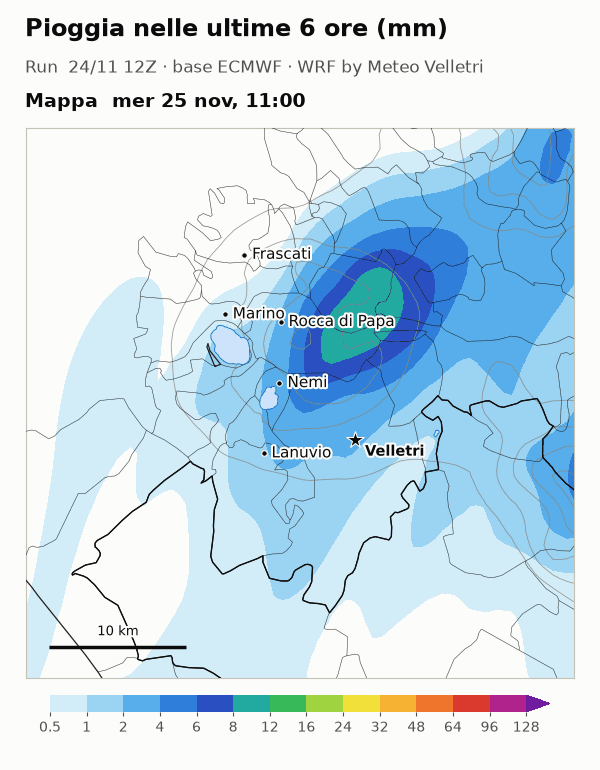 Pioggia nelle ultime 6 ore (mm)
Run  24/11 12Z · base ECMWF · WRF by Meteo Velletri
Mappa  mer 25 nov, 11:00
Frascati
Marino
Rocca di Papa
Nemi
Velletri
Lanuvio
10 km
0.5 1 2 4 6 8 12 16 24 32 48 64 96 128